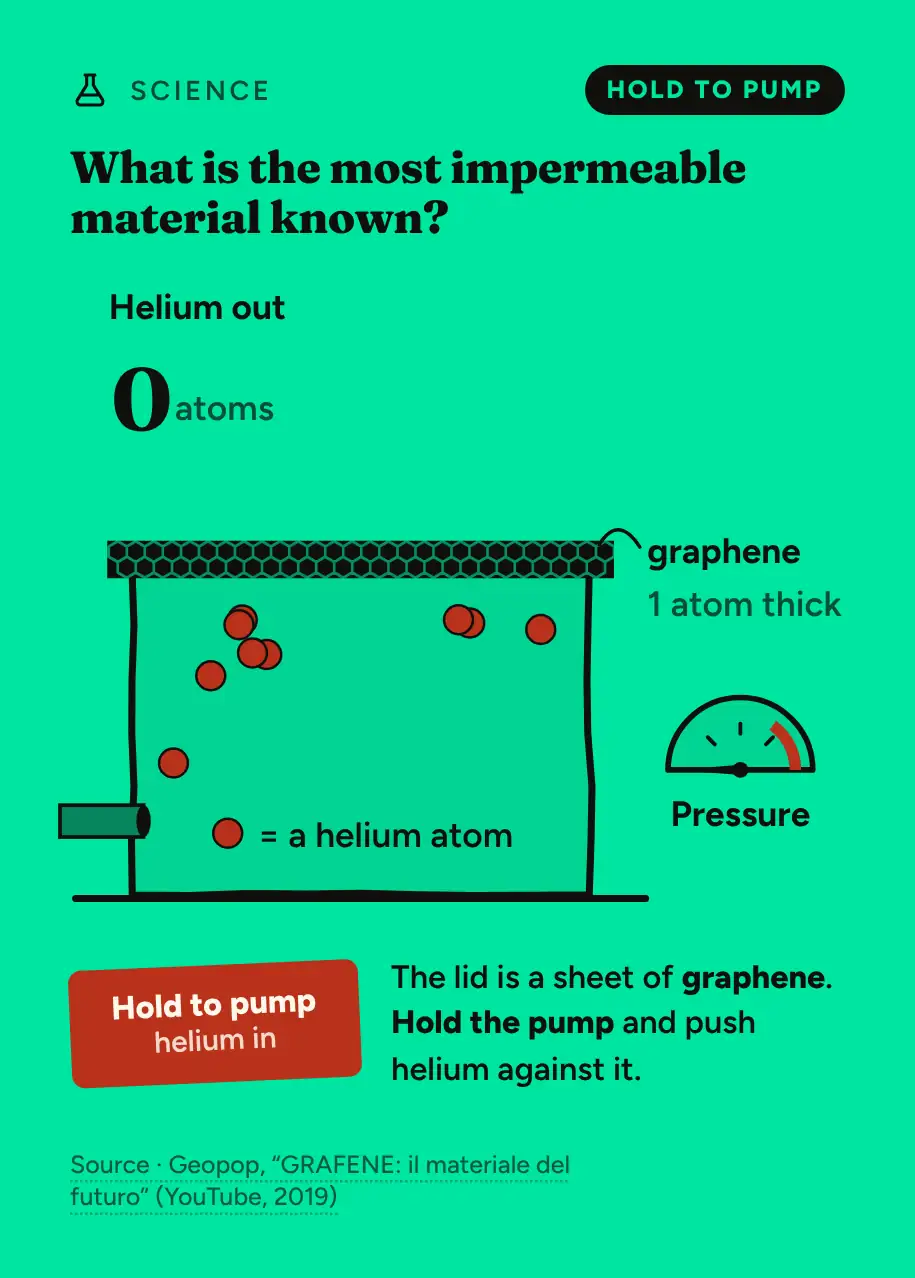 SCIENCE
HOLD TO PUMP
What is the most impermeable
material known?
Helium out
0 atoms
graphene
1 atom thick
Pressure
= a helium atom
Hold to pump
helium in
The lid is a sheet of graphene.
Hold the pump and push
helium against it.
Source · Geopop, “GRAFENE: il materiale del
futuro” (YouTube, 2019)